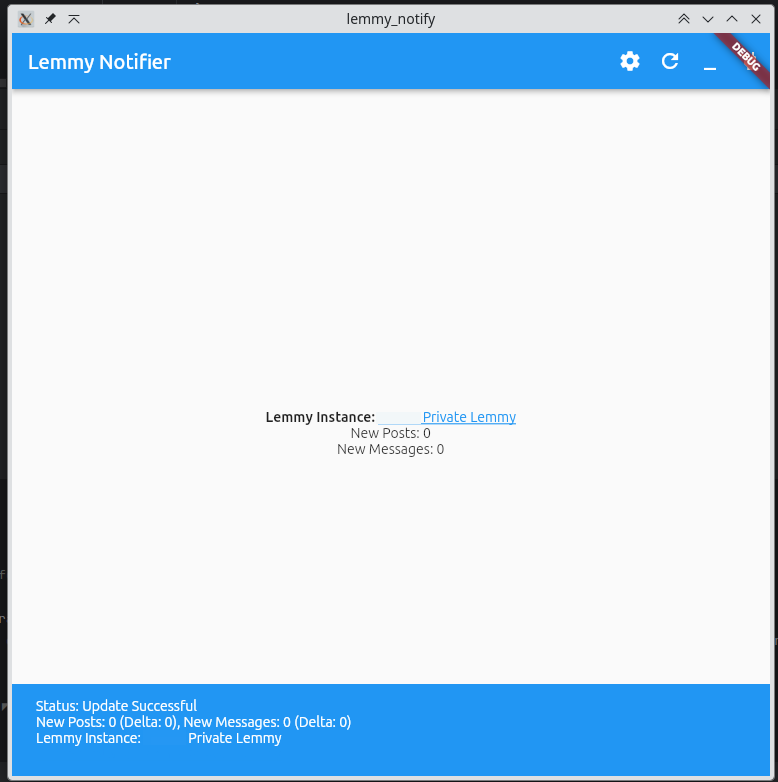 lemmy_notify
Lemmy Notifier
DEBUG
Lemmy Instance: Private Lemmy
New Posts: 0
New Messages: 0
Status: Update Successful
New Posts: 0 (Delta: 0), New Messages: 0 (Delta: 0)
Lemmy Instance: Private Lemmy